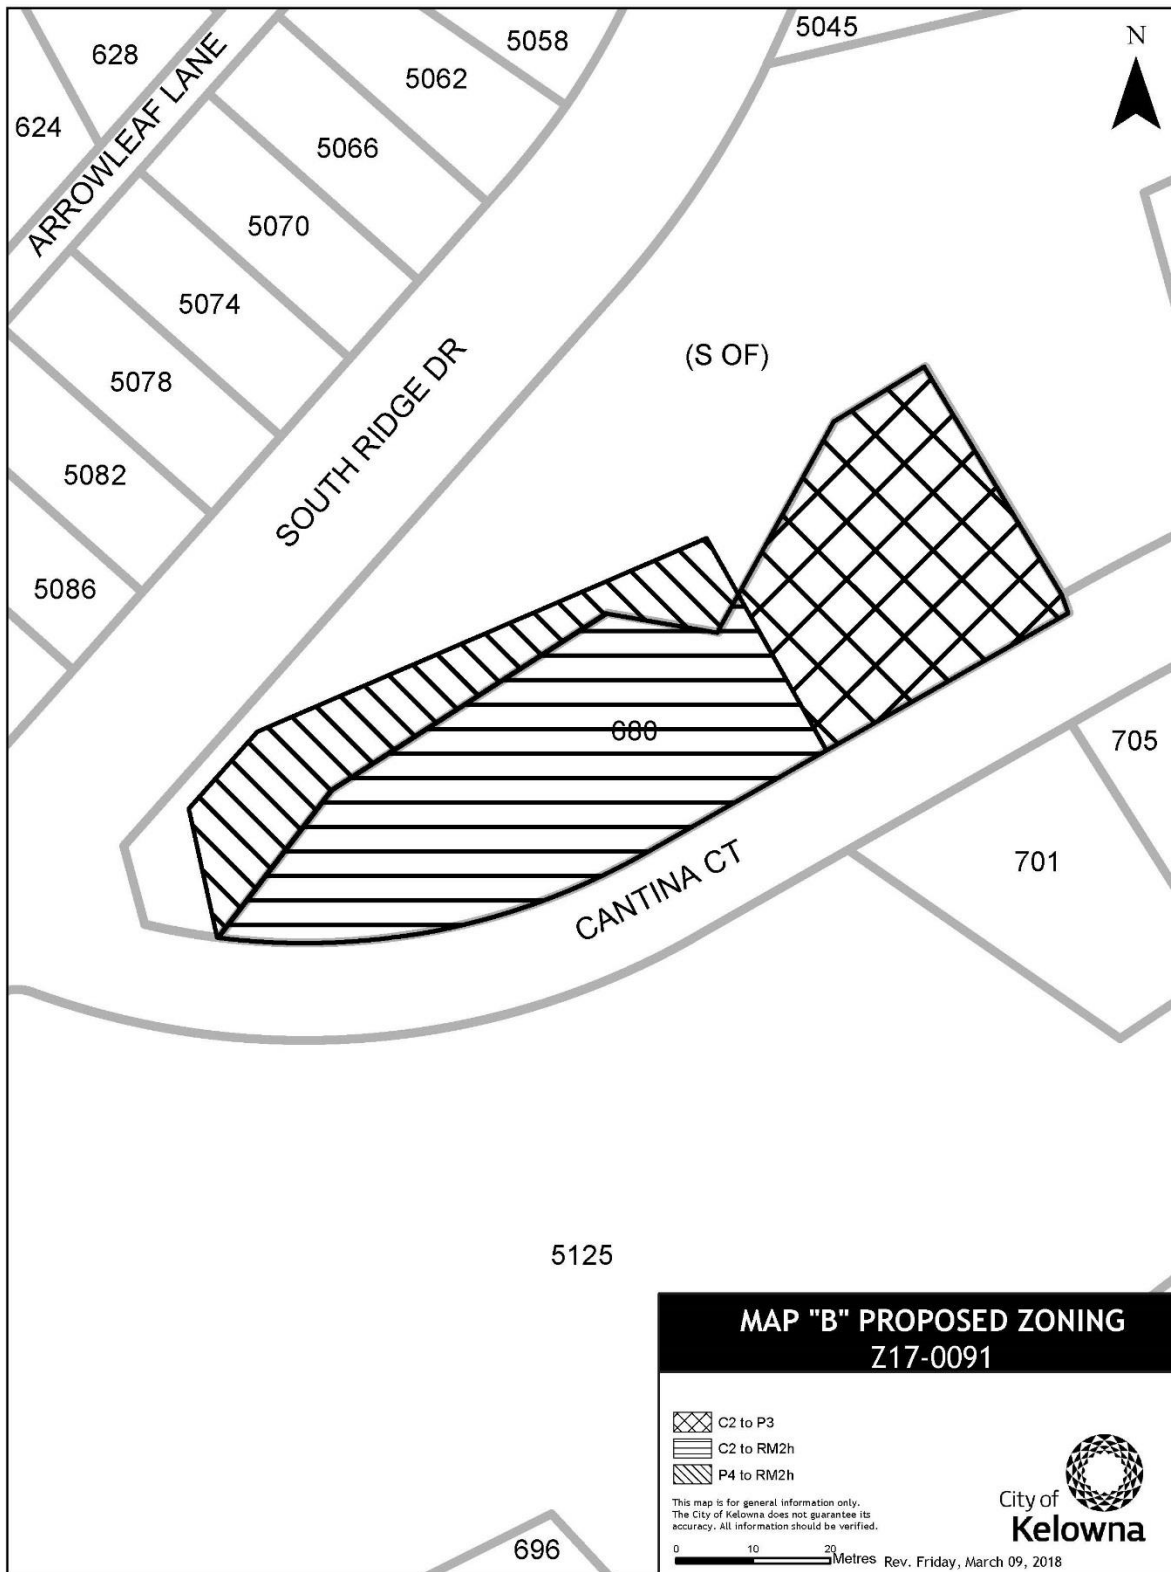 5045
N
628
5058
5062
624
ARROWLEAF LANE
5066
5070
5074
(S OF)
5078
SOUTH RIDGE DR
5082
5086
680
705
701
CANTINA CT
5125
MAP "B" PROPOSED ZONING
Z17-0091
C2 to P3
C2 to RM2h
P4 to RM2h
This map is for general information only.
The City of Kelowna does not guarantee its
accuracy. All information should be verified.
City of
Kelowna
0 10 20
Metres
Rev. Friday, March 09, 2018
696